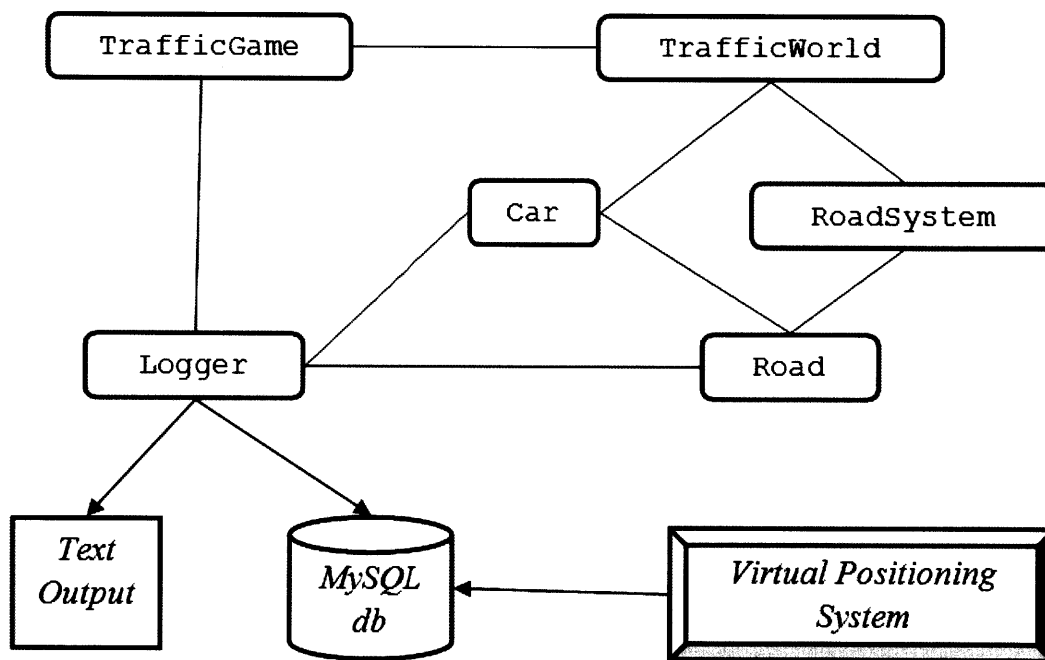 TrafficGame
TrafficWorld
Car
RoadSystem
Logger
Road
Text
Output
MySQL
db
Virtual Positioning
System